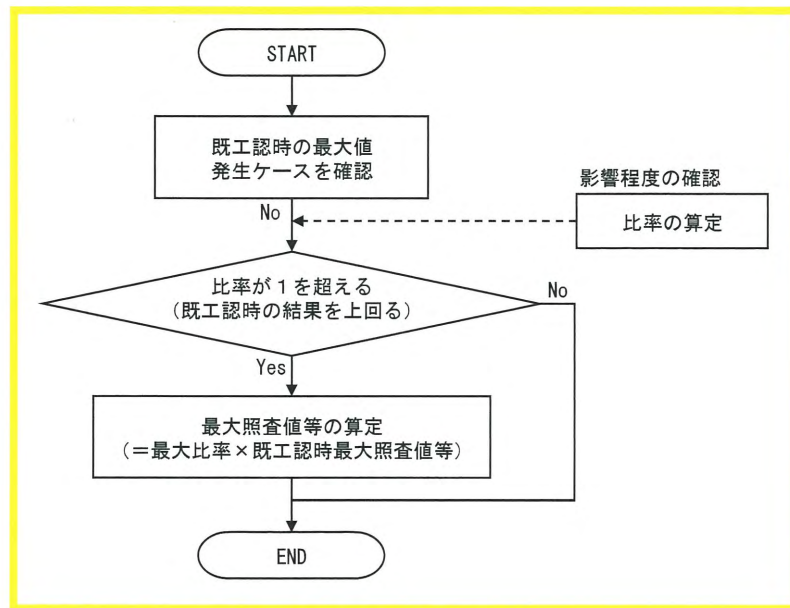 START
既工認時の最大値
発生ケースを確認
影響程度の確認
比率の算定
No
比率が1を超える
(既工認時の結果を上回る)
No
Yes
最大照査値等の算定
(=最大比率×既工認時最大照査値等)
END